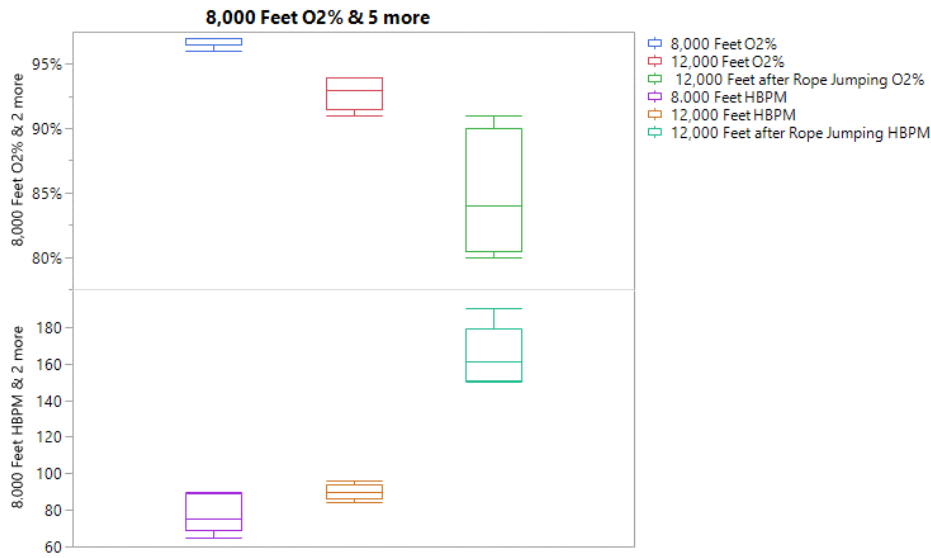 8,000 Feet O2% & 5 more
8,000 Feet O2% & 2 more
95%
90%
85%
80%
8.000 Feet HBPM & 2 more
180
160
140
120
100
80
60
8,000 Feet O2%
12,000 Feet O2%
12,000 Feet after Rope Jumping O2%
8.000 Feet HBPM
12,000 Feet HBPM
12,000 Feet after Rope Jumping HBPM